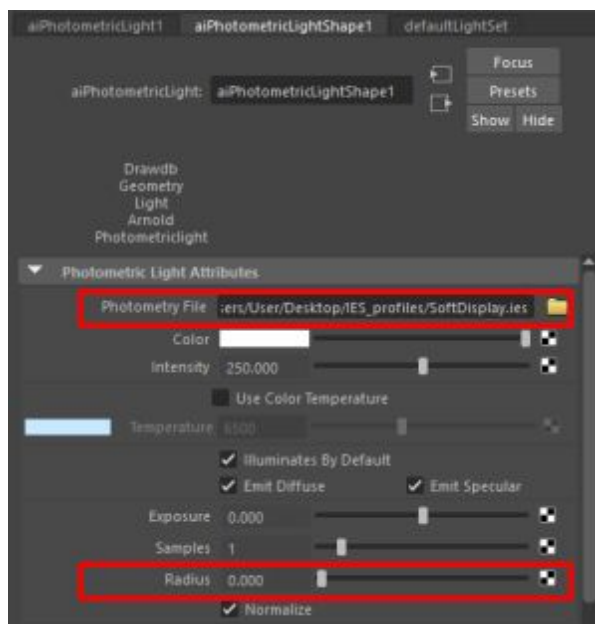 aiPhotometricLight1 aiPhotometricLightShape1 defaultLightSet
Focus
aiPhotometricLight: aiPhotometricLightShape1
Presets
Show Hide
Drawdb
Geometry
Light
Arnold
Photometriclight
Photometric Light Attributes
Photometry File :ers/User/Desktop/IES_profiles/SoftDisplay.ies
Color
Intensity 250.000
Use Color Temperature
Temperature 6500
Illuminates By Default
Emit Diffuse Emit Specular
Exposure 0.000
Samples 1
Radius 0.000
Normalize